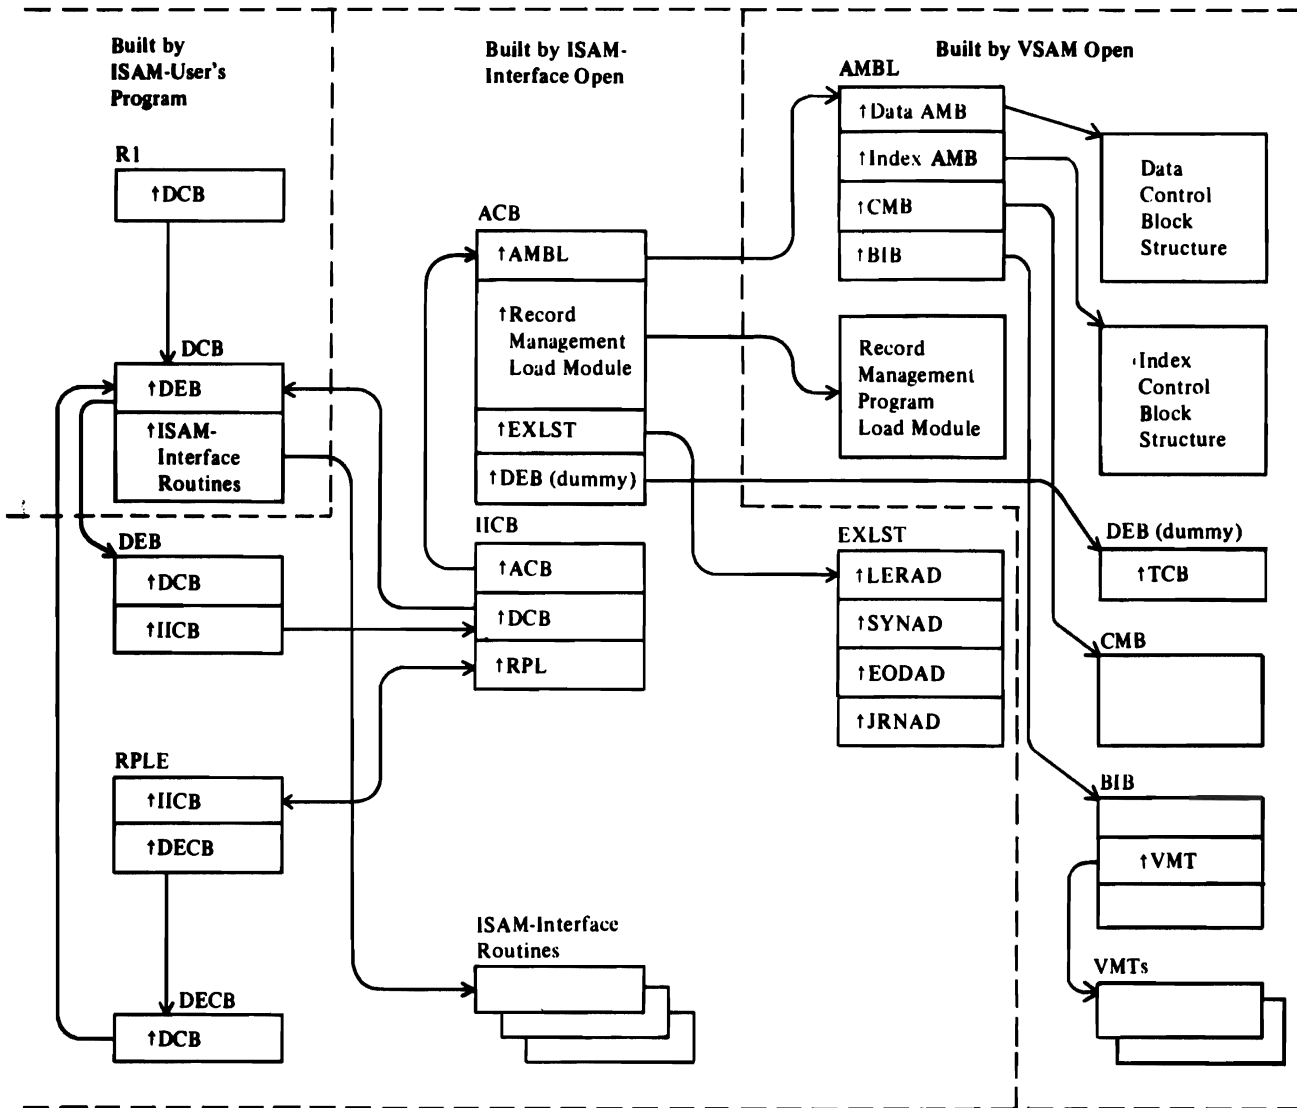 Built by
ISAM-User's
Program
R1
↑DCB
DCB
↑DEB
↑ISAM-
Interface
Routines
DEB
↑DCB
↑IICB
RPLE
↑IICB
↑DECB
DECB
↑DCB
Built by ISAM-
Interface Open
ACB
↑AMBL
↑Record
Management
Load Module
↑EXLST
↑DEB (dummy)
IICB
↑ACB
↑DCB
↑RPL
ISAM-Interface
Routines
Built by VSAM Open
AMBL
↑Data AMB
↑Index AMB
↑CMB
↑BIB
Record
Management
Program
Load Module
EXLST
↑LERAD
↑SYNAD
↑EODAD
↑JRNAD
Data
Control
Block
Structure
Index
Control
Block
Structure
DEB (dummy)
↑TCB
CMB
BIB
↑VMT
VMTs